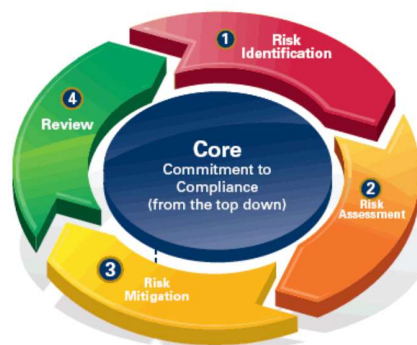 1
Risk
Identification
4
Review
Core
Commitment to
Compliance
(from the top down)
2
Risk
Assessment
3
Risk
Mitigation